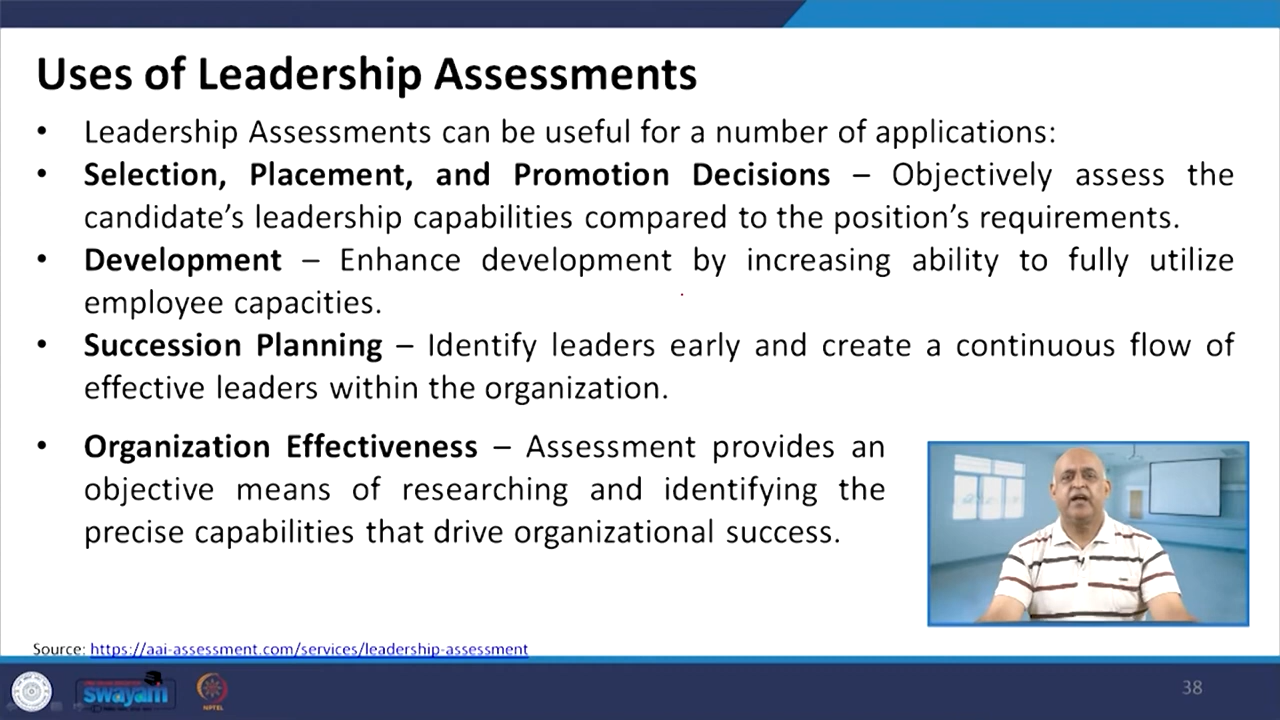 Uses of Leadership Assessments
• Leadership Assessments can be useful for a number of applications:
• Selection, Placement, and Promotion Decisions – Objectively assess the
candidate’s leadership capabilities compared to the position’s requirements.
• Development – Enhance development by increasing ability to fully utilize
employee capacities.
• Succession Planning – Identify leaders early and create a continuous flow of
effective leaders within the organization.
• Organization Effectiveness – Assessment provides an
objective means of researching and identifying the
precise capabilities that drive organizational success.
Source: https://aai-assessment.com/services/leadership-assessment
swayam
NPTEL
38